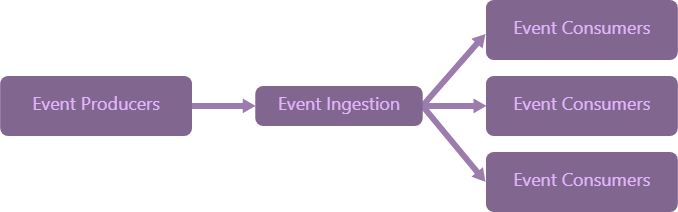 Event Producers
Event Ingestion
Event Consumers
Event Consumers
Event Consumers